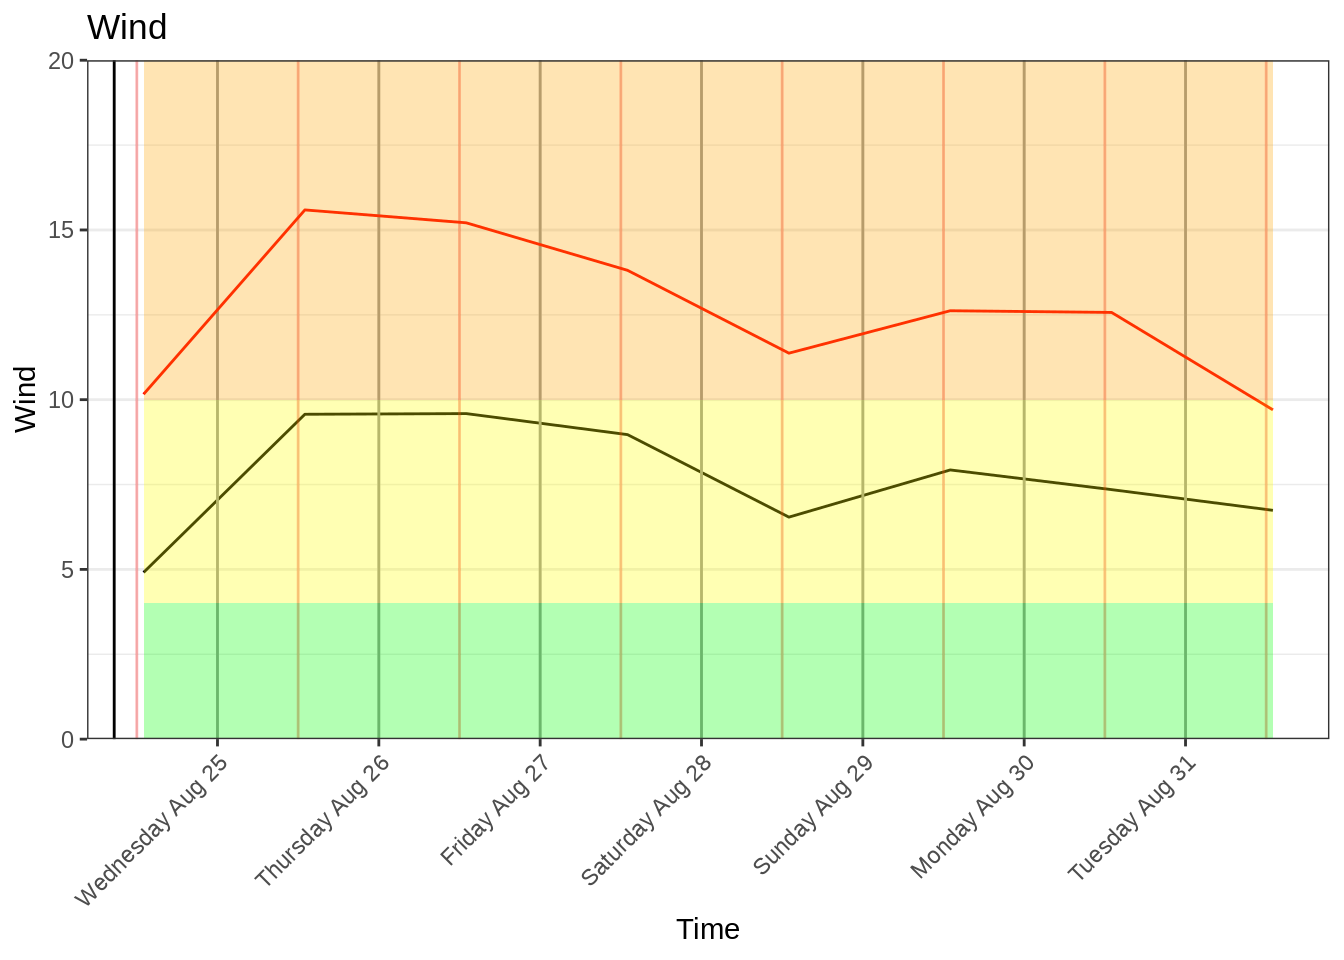 Wind
20
15
10
5
0
Wind
Wednesday Aug 25
Thursday Aug 26
Friday Aug 27
Saturday Aug 28
Sunday Aug 29
Monday Aug 30
Tuesday Aug 31
Time